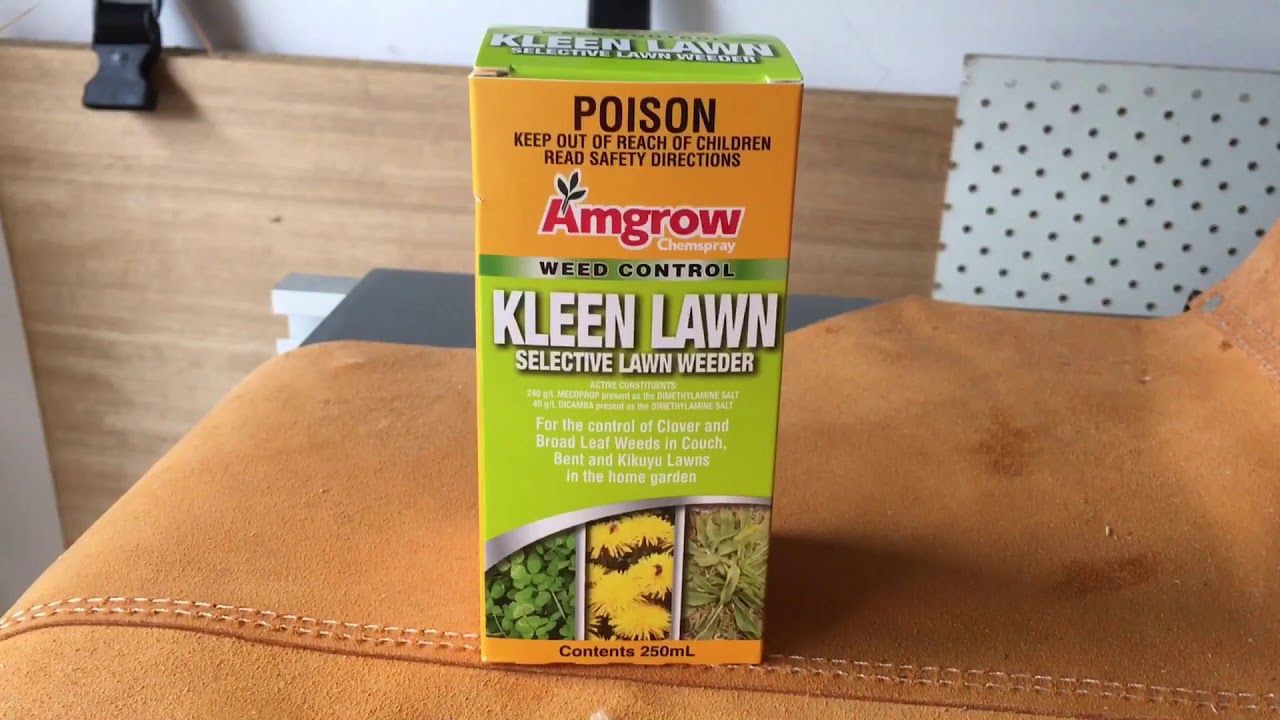 WEED CONTROL
KLEEN LAWN
SELECTIVE LAWN WEEDER
POISON
KEEP OUT OF REACH OF CHILDREN
READ SAFETY DIRECTIONS
Amgrow
Chemspray
WEED CONTROL
KLEEN LAWN
SELECTIVE LAWN WEEDER
ACTIVE CONSTITUENTS:
240 g/L MECOPROP present as the DIMETHYLAMINE SALT
40 g/L DICAMBA present as the DIMETHYLAMINE SALT
For the control of Clover and
Broad Leaf Weeds in Couch,
Bent and Kikuyu Lawns
in the home garden
Contents 250mL